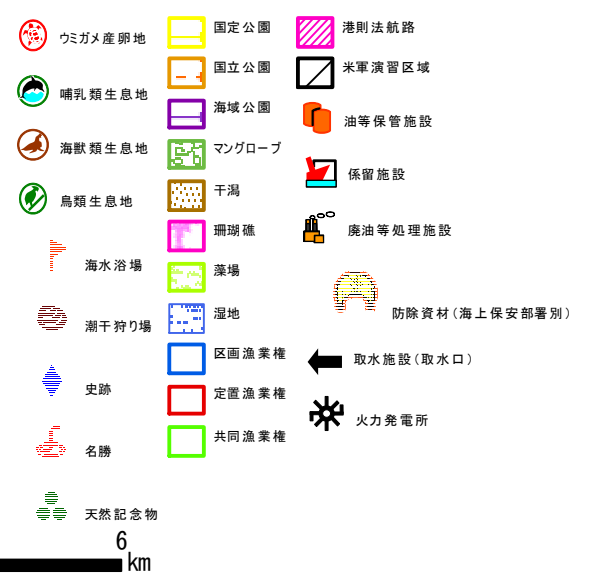 ウミガメ産卵地
哺乳類生息地
海獣類生息地
鳥類生息地
海水浴場
潮干狩り場
史跡
名勝
天然記念物
国定公園
国立公園
海域公園
マングローブ
干潟
珊瑚礁
藻場
湿地
区画漁業権
定置漁業権
共同漁業権
港則法航路
米軍演習区域
油等保管施設
係留施設
廃油等処理施設
防除資材(海上保安部署別)
取水施設(取水口)
火力発電所
6
km